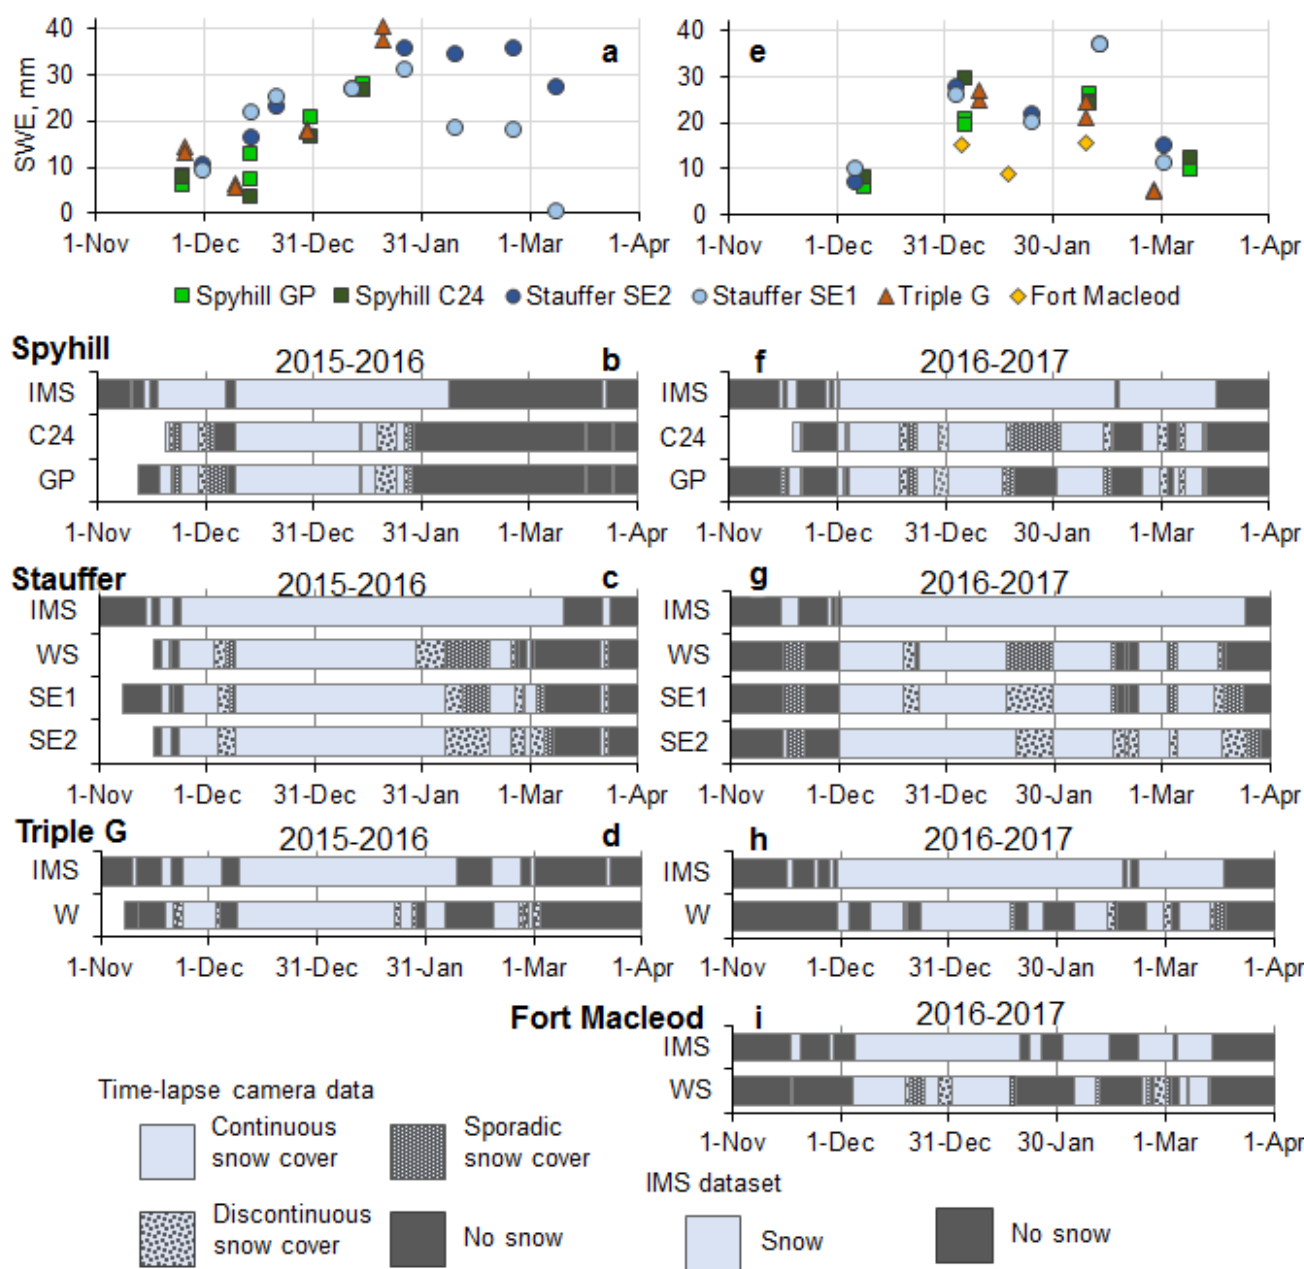 40
30
20
10
0
SWE, mm
a
1-Nov 1-Dec 31-Dec 31-Jan 1-Mar 1-Apr
40
30
20
10
0
e
1-Nov 1-Dec 31-Dec 30-Jan 1-Mar 1-Apr
Spyhill GP Spyhill C24 Stauffer SE2 Stauffer SE1 Triple G Fort Macleod
Spyhill
2015-2016
b
IMS
C24
GP
1-Nov 1-Dec 31-Dec 31-Jan 1-Mar 1-Apr
f
2016-2017
IMS
C24
GP
1-Nov 1-Dec 31-Dec 30-Jan 1-Mar 1-Apr
Stauffer
2015-2016
c
IMS
WS
SE1
SE2
1-Nov 1-Dec 31-Dec 31-Jan 1-Mar 1-Apr
g
2016-2017
IMS
WS
SE1
SE2
1-Nov 1-Dec 31-Dec 30-Jan 1-Mar 1-Apr
Triple G
2015-2016
d
IMS
W
1-Nov 1-Dec 31-Dec 31-Jan 1-Mar 1-Apr
h
2016-2017
IMS
W
1-Nov 1-Dec 31-Dec 30-Jan 1-Mar 1-Apr
Fort Macleod
i
2016-2017
IMS
WS
1-Nov 1-Dec 31-Dec 30-Jan 1-Mar 1-Apr
Time-lapse camera data
Continuous
snow cover
Sporadic
snow cover
Discontinuous
snow cover
No snow
IMS dataset
Snow
No snow